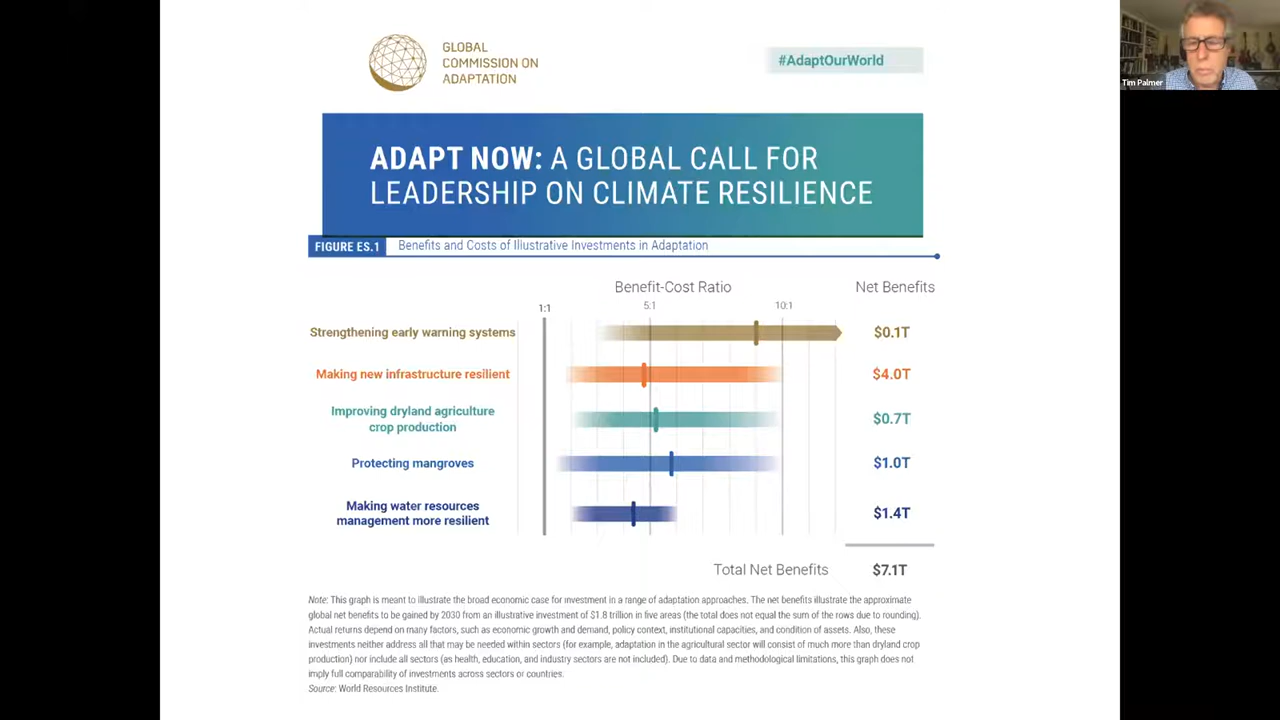 GLOBAL
COMMISSION ON
ADAPTATION
#AdaptOurWorld
Tim Palmer
ADAPT NOW: A GLOBAL CALL FOR
LEADERSHIP ON CLIMATE RESILIENCE
FIGURE ES.1 Benefits and Costs of Illustrative Investments in Adaptation
Benefit-Cost Ratio Net Benefits
1:1 5:1 10:1
Strengthening early warning systems $0.1T
Making new infrastructure resilient $4.0T
Improving dryland agriculture
crop production $0.7T
Protecting mangroves $1.0T
Making water resources
management more resilient $1.4T
Total Net Benefits $7.1T
Note: This graph is meant to illustrate the broad economic case for investment in a range of adaptation approaches. The net benefits illustrate the approximate
global net benefits to be gained by 2030 from an illustrative investment of $1.8 trillion in five areas (the total does not equal the sum of the rows due to rounding).
Actual returns depend on many factors, such as economic growth and demand, policy context, institutional capacities, and condition of assets. Also, these
investments neither address all that may be needed within sectors (for example, adaptation in the agricultural sector will consist of much more than dryland crop
production) nor include all sectors (as health, education, and industry sectors are not included). Due to data and methodological limitations, this graph does not
imply full comparability of investments across sectors or countries.
Source: World Resources Institute.